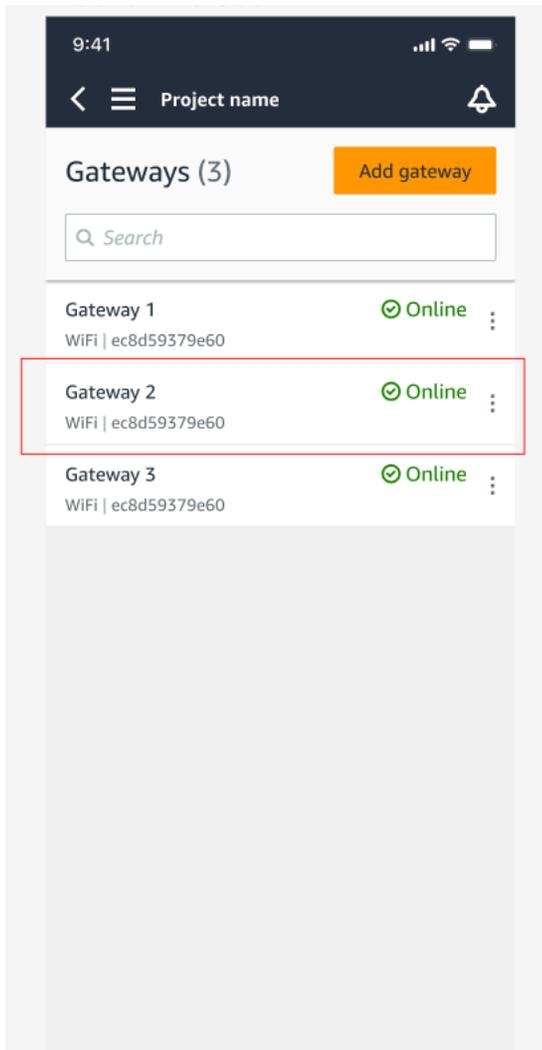 9:41
Project name
Gateways (3)
Add gateway
Search
Gateway 1
Online
WiFi | ec8d59379e60
Gateway 2
Online
WiFi | ec8d59379e60
Gateway 3
Online
WiFi | ec8d59379e60